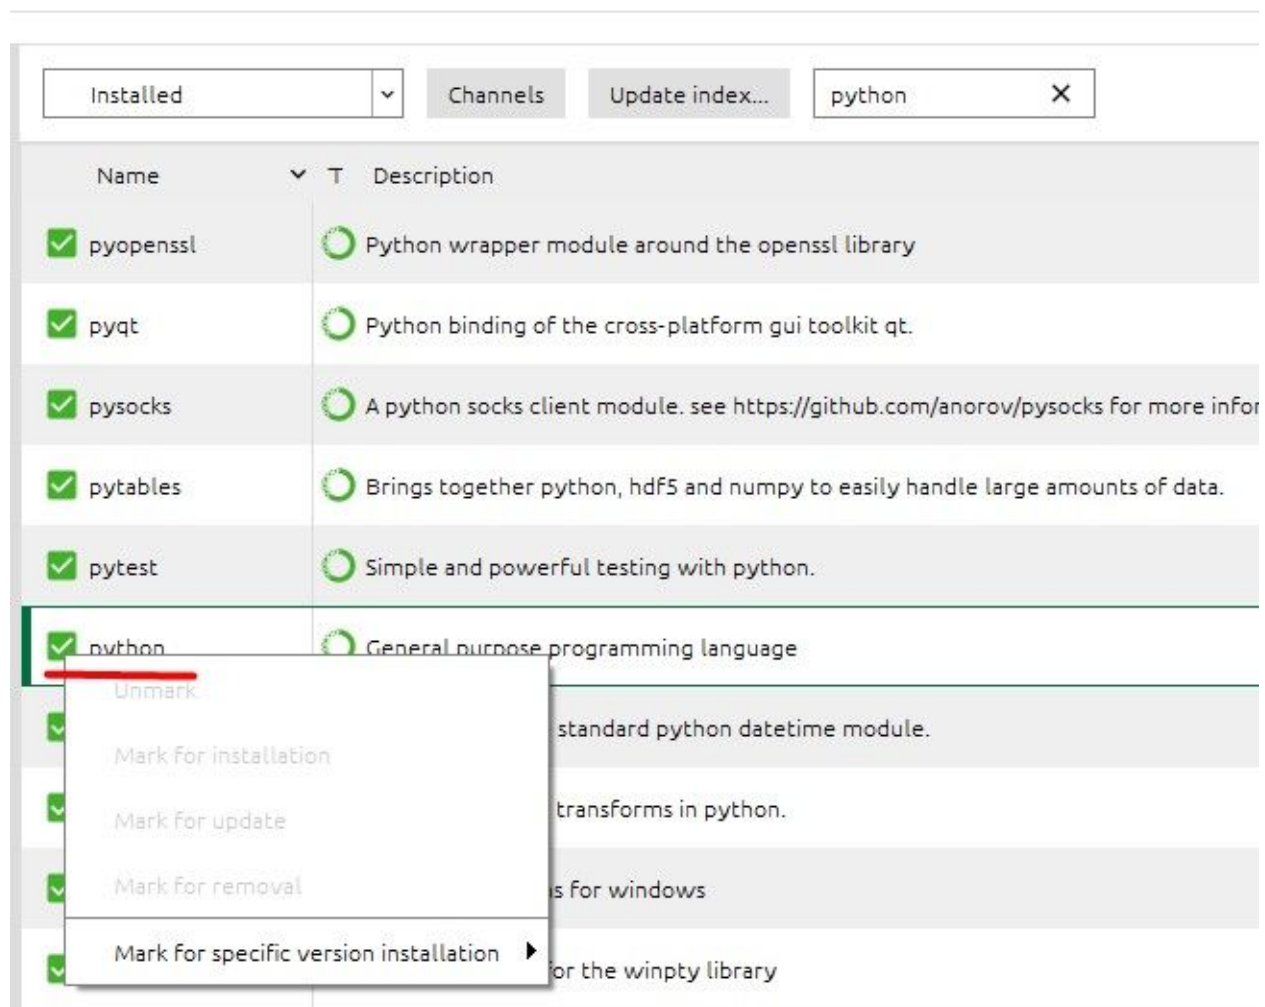 Installed
Channels
Update index...
python
Name
T
Description
pyopenssl
Python wrapper module around the openssl library
pyqt
Python binding of the cross-platform gui toolkit qt.
pysocks
A python socks client module. see https://github.com/anorov/pysocks for more infor
pytables
Brings together python, hdf5 and numpy to easily handle large amounts of data.
pytest
Simple and powerful testing with python.
python
General purpose programming language
Unmark
standard python datetime module.
Mark for installation
transforms in python.
Mark for update
Mark for removal
s for windows
Mark for specific version installation
or the winpty library